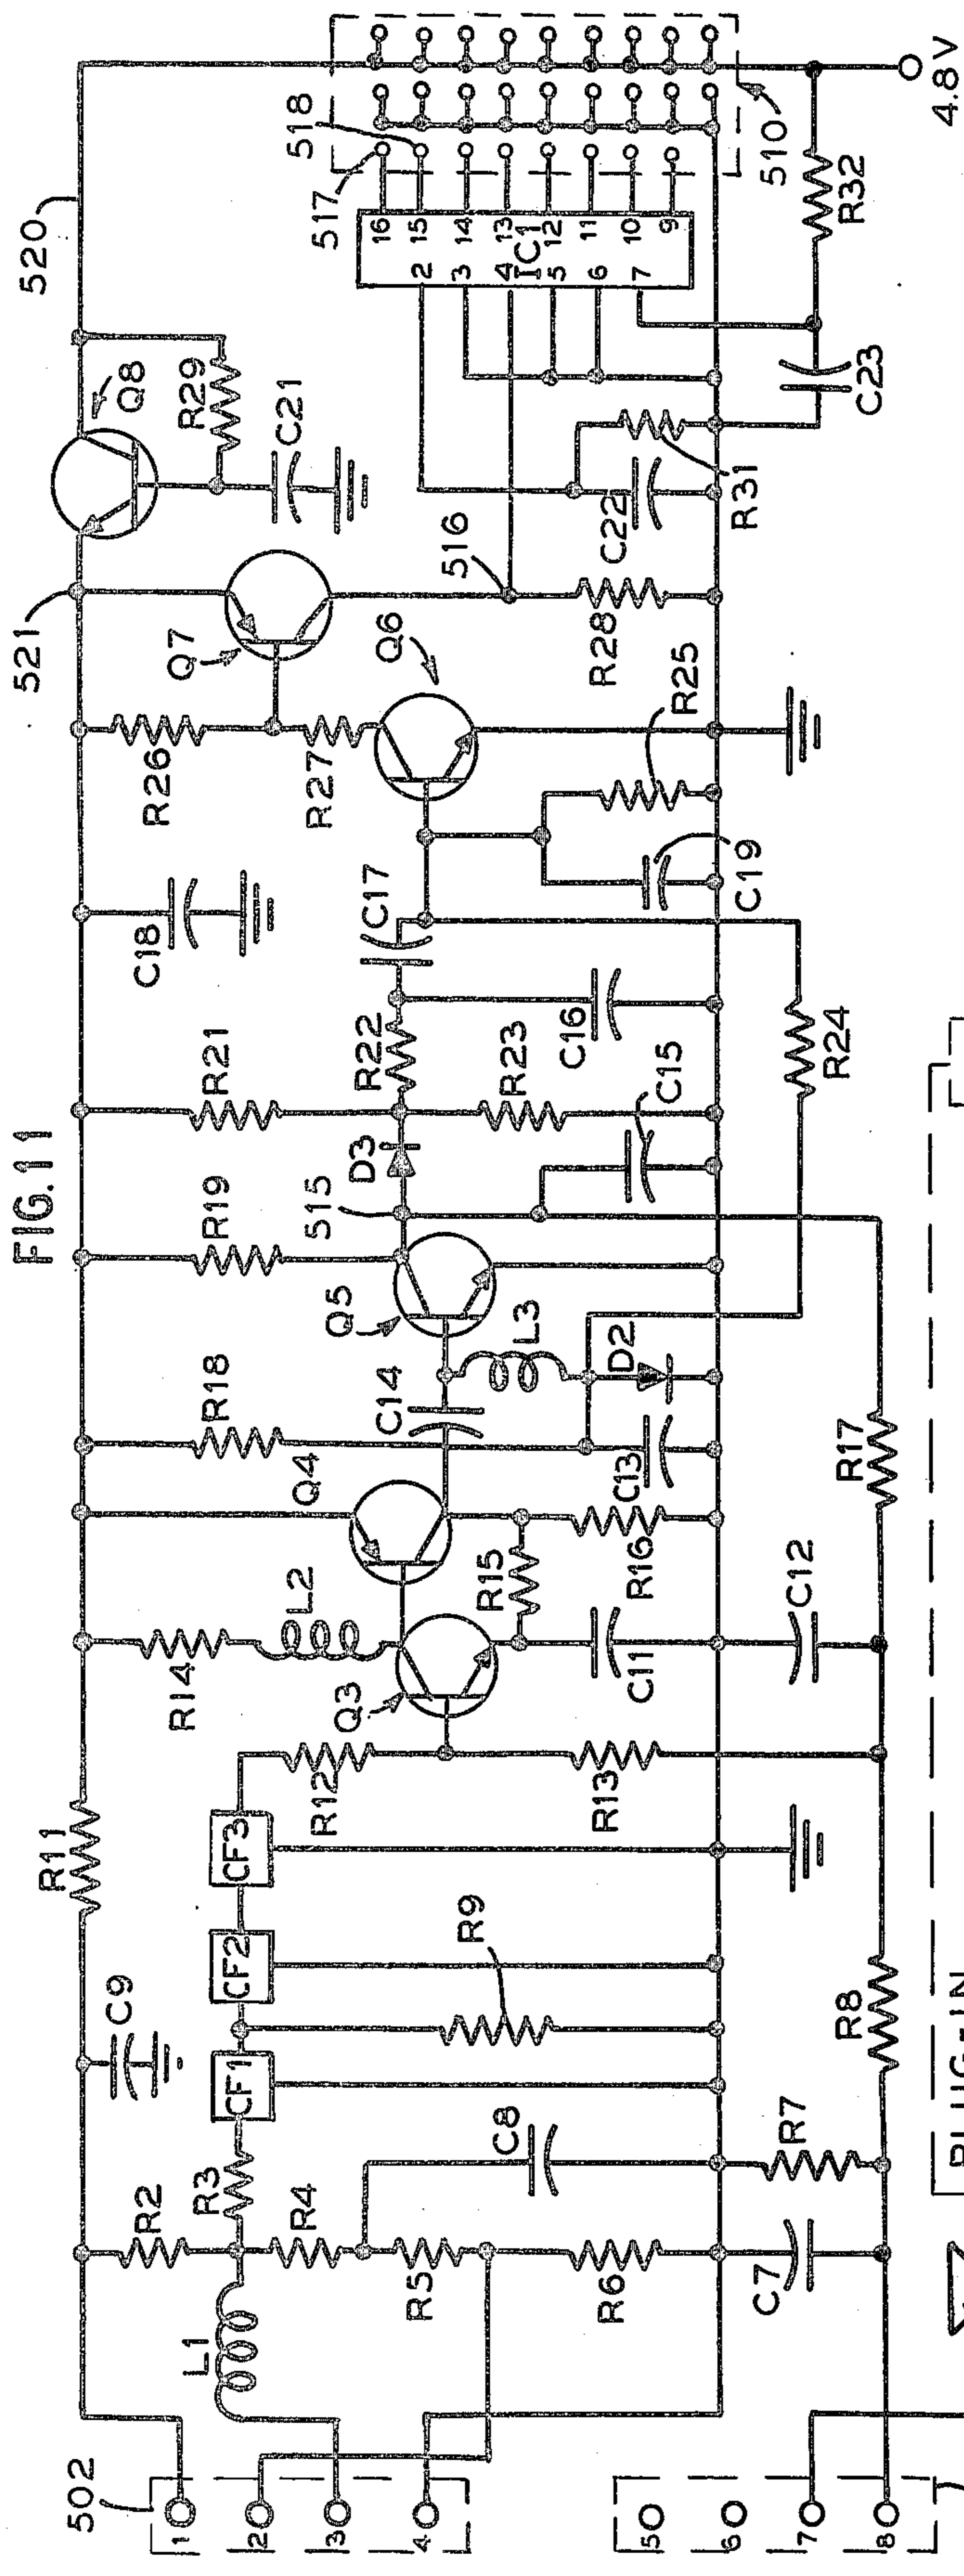 FIG.11
502
1
2
3
4
5
6
7
8
L1
R2
R3
R4
R5
R6
C7
R7
C8
C9
CF1
CF2
CF3
R9
R8
R11
R12
R13
Q3
R14
L2
C11
C12
R15
R16
Q4
R17
R18
C13
C14
L3
D2
Q5
R19
515
D3
C15
R21
R22
R23
C16
R24
C17
C18
C19
R25
R26
R27
Q6
Q7
521
516
R28
Q8
R29
C21
C22
R31
C23
R32
520
IC1
2
3
4
5
6
7
16
15
14
13
12
11
10
9
517
518
510
4.8V
PLUG-IN